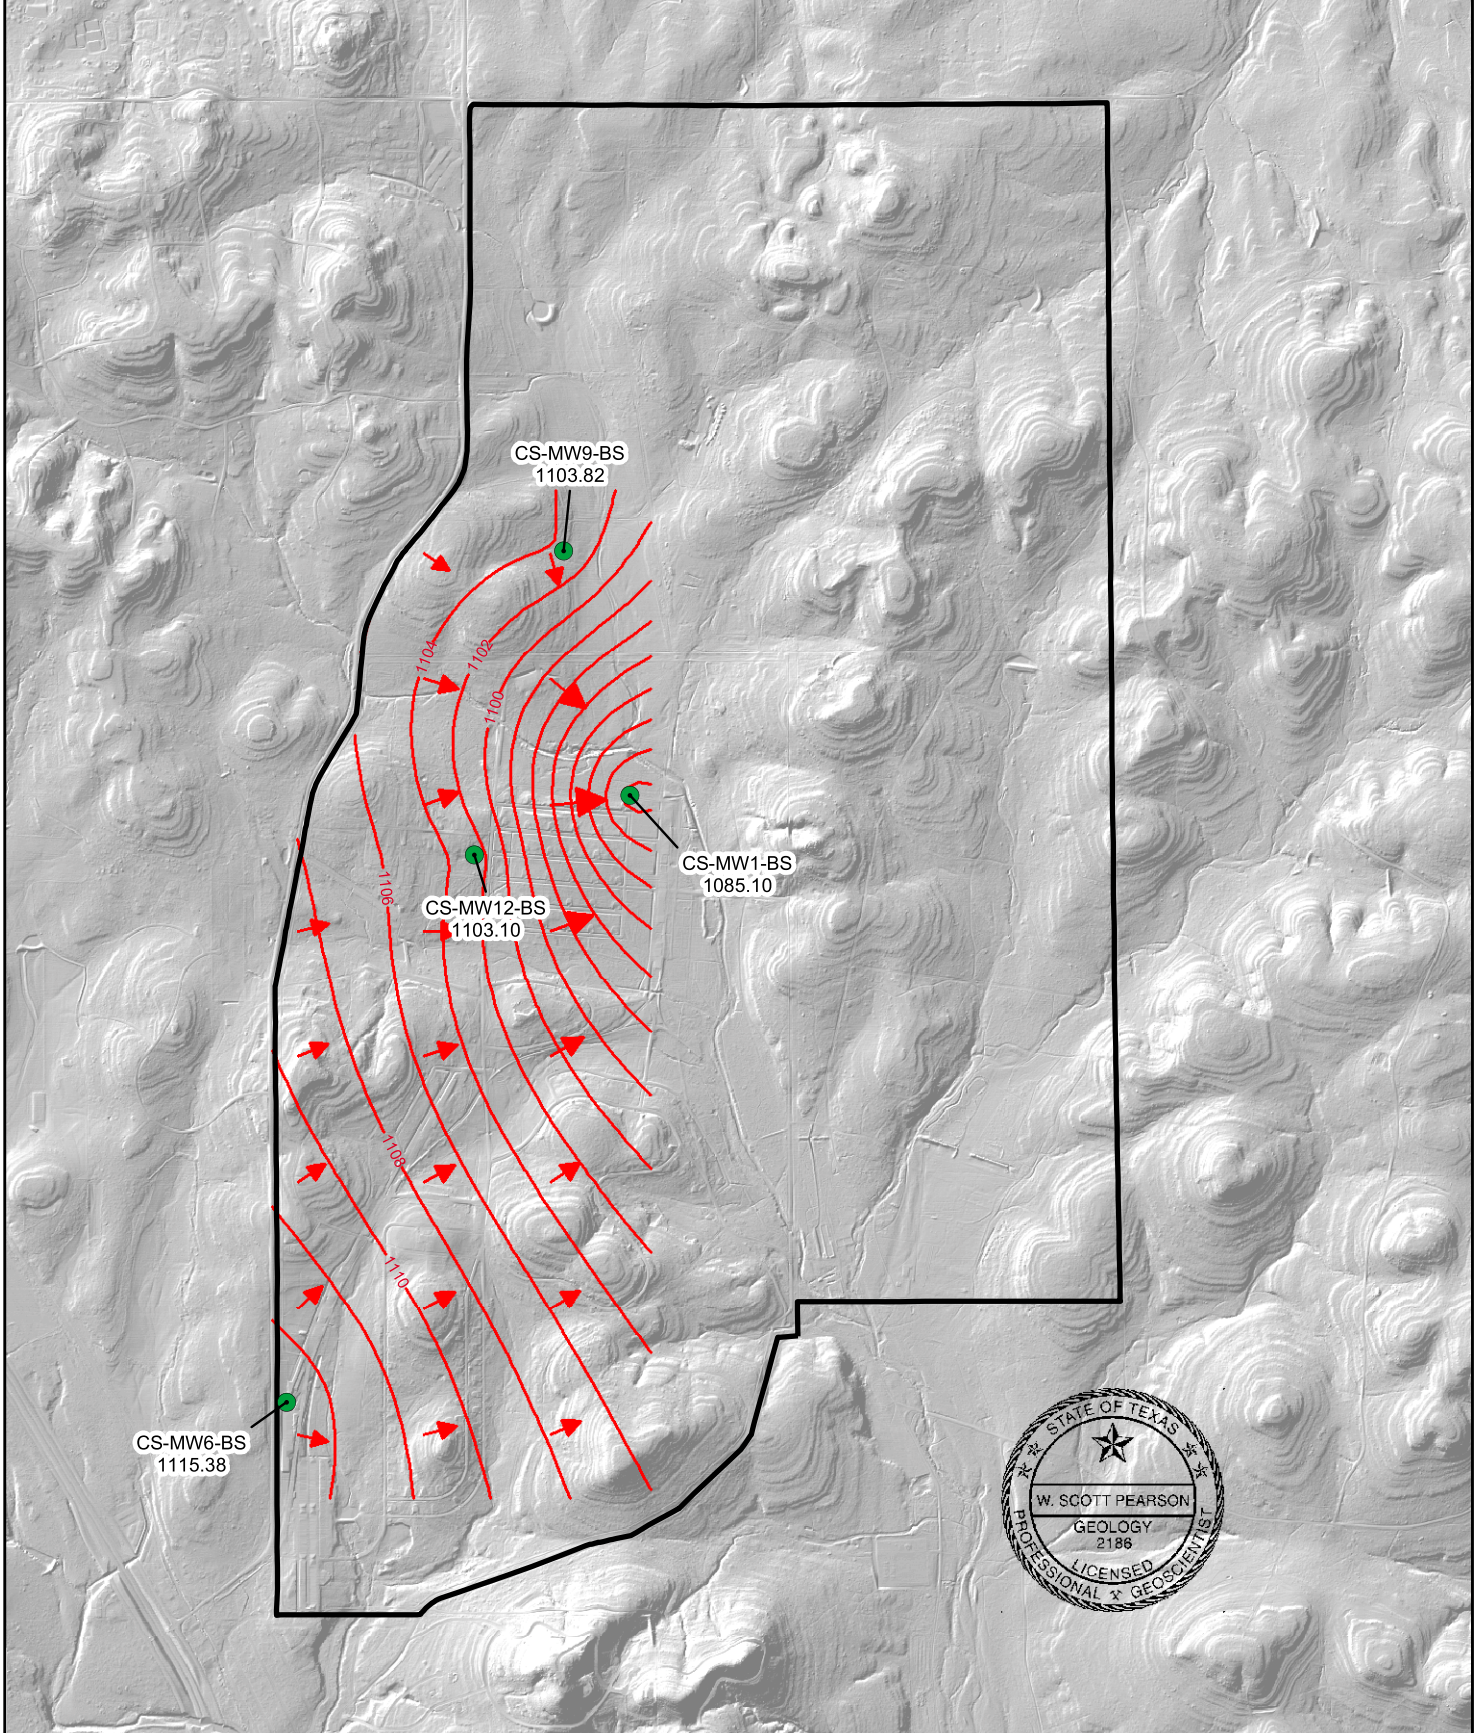 CS-MW9-BS
1103.82
1104
1102
1100
1106
CS-MW1-BS
1085.10
CS-MW12-BS
1103.10
1108
1110
CS-MW6-BS
1115.38
STATE OF TEXAS
W. SCOTT PEARSON
GEOLOGY
2186
LICENSED
PROFESSIONAL GEOSCIENTIST